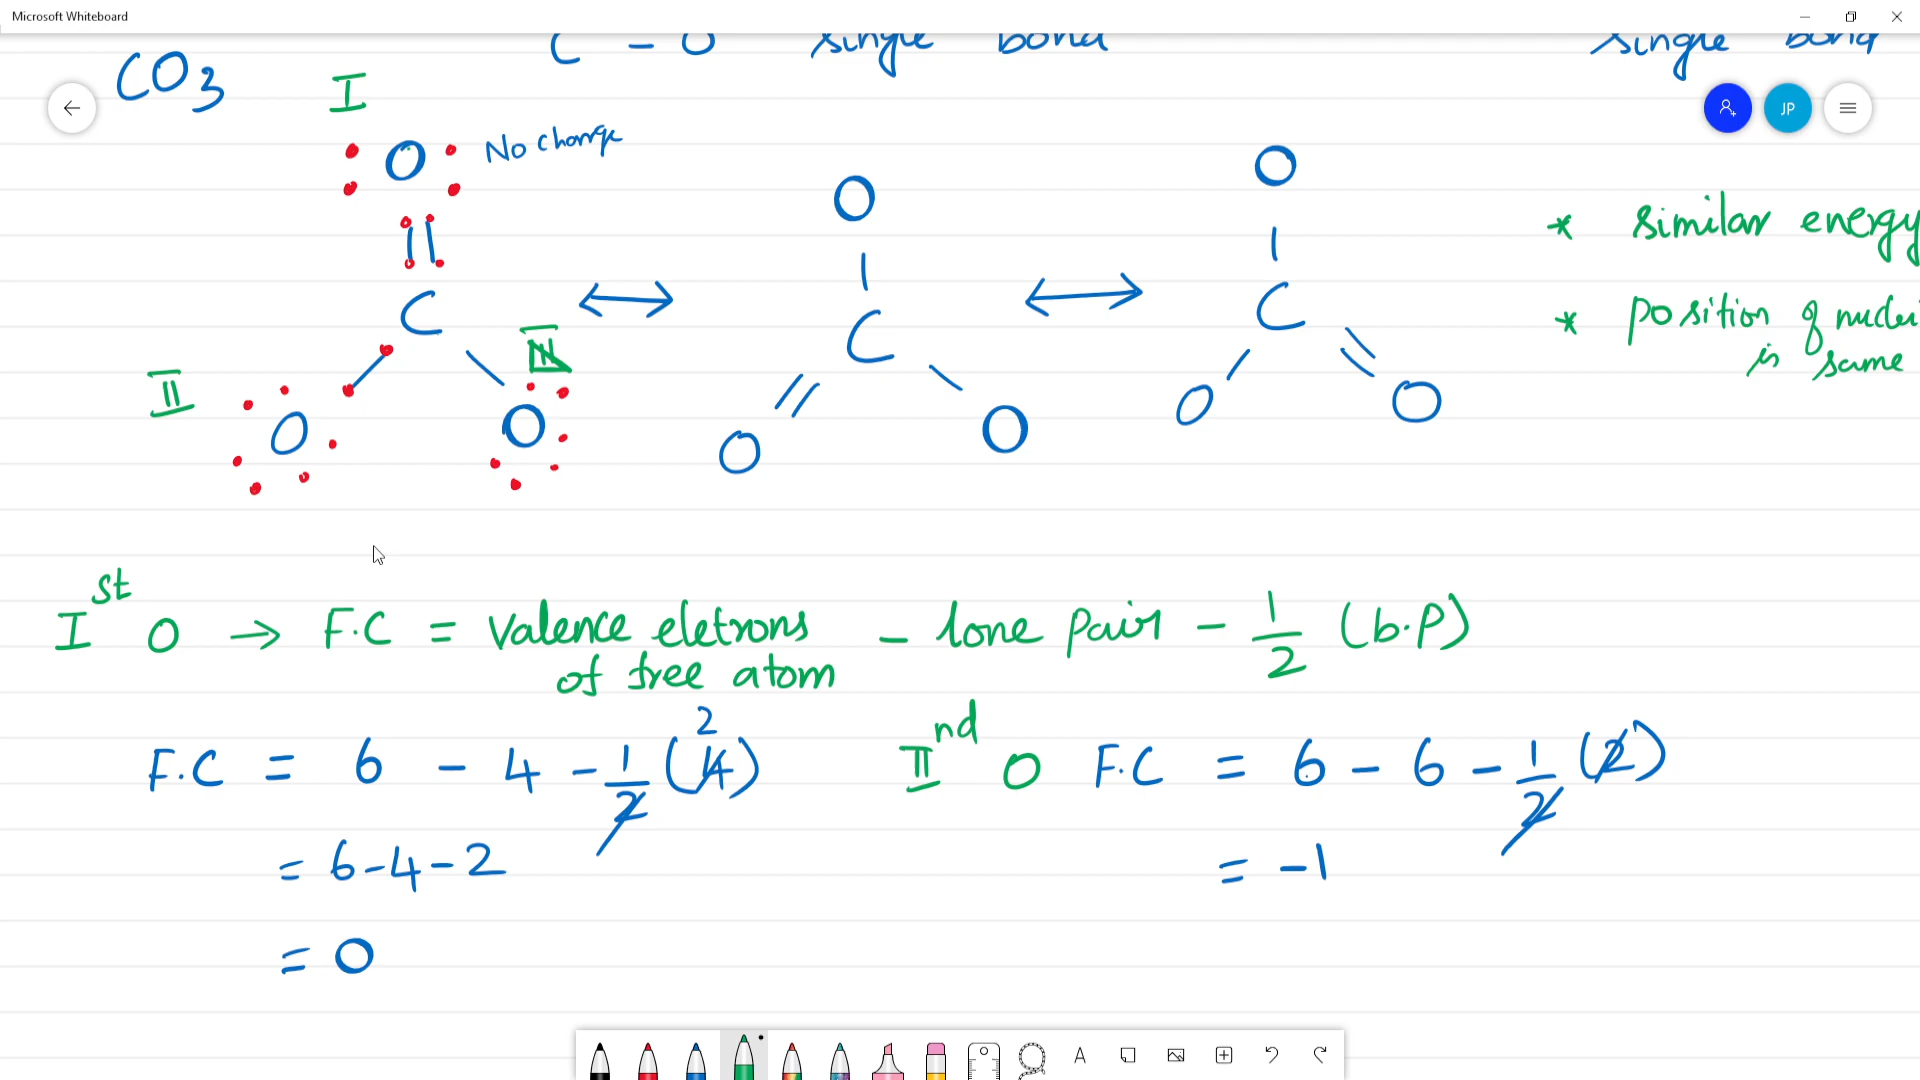 Microsoft Whiteboard
C - O single bond
single bond
CO3
I
O No charge
JP
O
O
* similar energy
C
C
C
* position of nuclei is same
II
O
O
O
O
O
O
Ist O → F.C = Valence eletrons of free atom - lone pair - 1/2 (b.P)
F.C = 6 - 4 - 1/2 (4) 2
IInd O F.C = 6 - 6 - 1/2 (2)
= 6-4-2
= -1
= 0
A